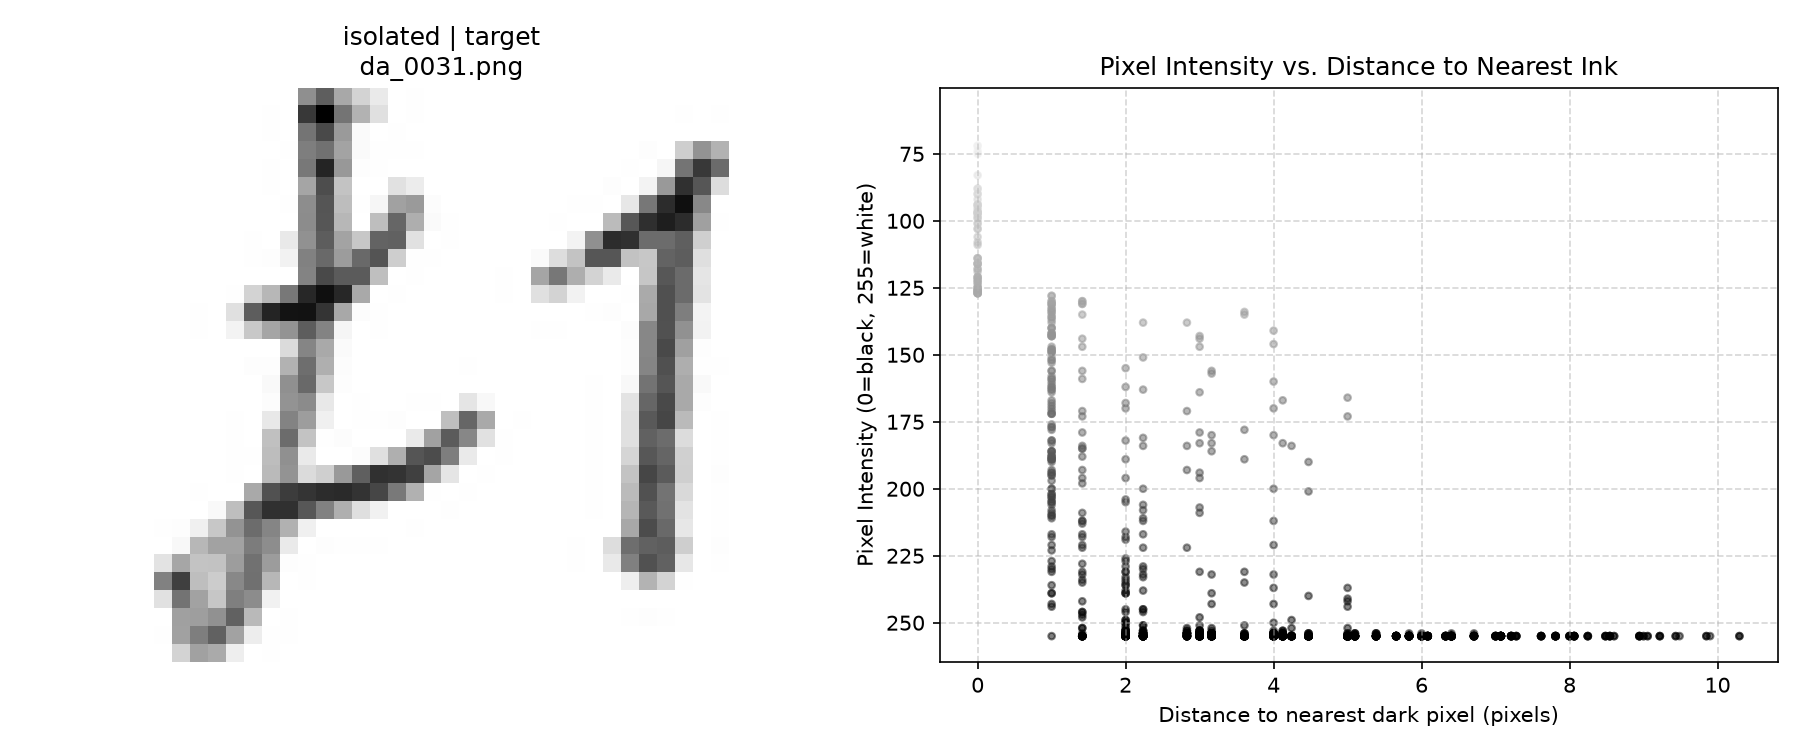 isolated | target
da_0031.png
Pixel Intensity vs. Distance to Nearest Ink
75
100
125
150
175
200
225
250
Pixel Intensity (0=black, 255=white)
0 2 4 6 8 10
Distance to nearest dark pixel (pixels)